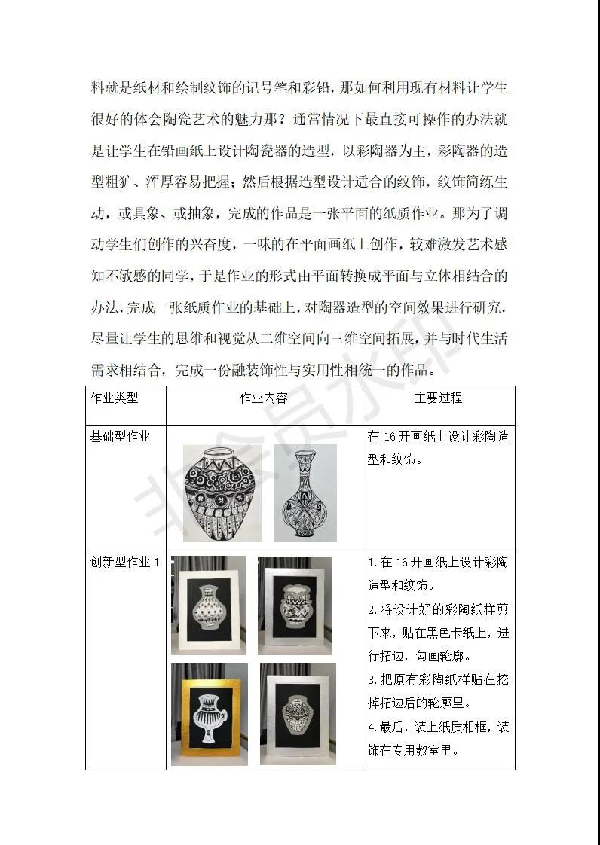 料就是纸材和绘制纹饰的记号笔和彩铅，那如何利用现有材料让学生
很好的体会陶瓷艺术的魅力那？通常情况下最直接可操作的办法就
是让学生在铅画纸上设计陶瓷器的造型，以彩陶器为主，彩陶器的造
型粗犷、浑厚容易把握；然后根据造型设计适合的纹饰，纹饰简练生
动，或具象、或抽象，完成的作品是一张平面的纸质作业。那为了调
动学生们创作的兴奋度，一味的在平面画纸上创作，较难激发艺术感
知不敏感的同学，于是作业的形式由平面转换成平面与立体相结合的
办法，完成一张纸质作业的基础上，对陶器造型的空间效果进行研究，
尽量让学生的思维和视觉从二维空间向三维空间拓展，并与时代生活
需求相结合，完成一份融装饰性与实用性相统一的作品。
作业类型 作业内容 主要过程
基础型作业 在 16 开画纸上设计彩陶造
型和纹饰。
创新型作业 1 1.在 16 开画纸上设计彩陶
造型和纹饰。
2.将设计好的彩陶纸样剪
下来，贴在黑色卡纸上，进
行拓边、勾画轮廓。
3.把原有彩陶纸样贴在挖
掉拓边后的轮廓里。
4.最后，装上纸质相框，装
饰在专用教室里。
非会员水印